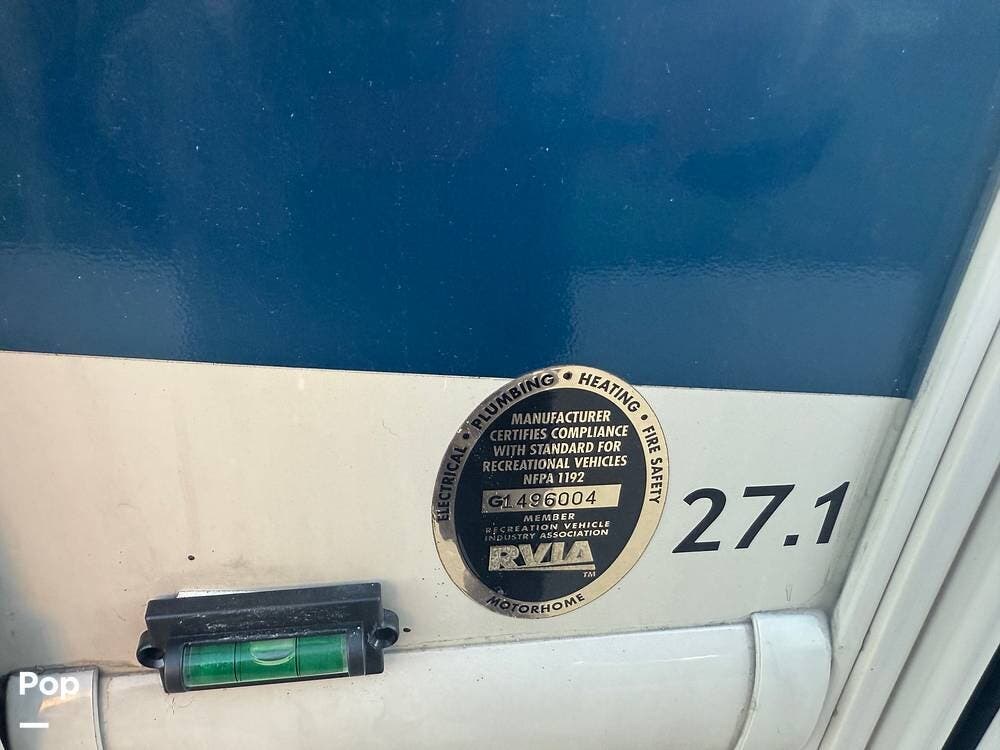 ELECTRICAL • PLUMBING • HEATING • FIRE SAFETY
MANUFACTURER
CERTIFIES COMPLIANCE
WITH STANDARD FOR
RECREATIONAL VEHICLES
NFPA 1192
G1496004
MEMBER
RECREATION VEHICLE
INDUSTRY ASSOCIATION
RVIA
TM
MOTORHOME
27.1
Pop